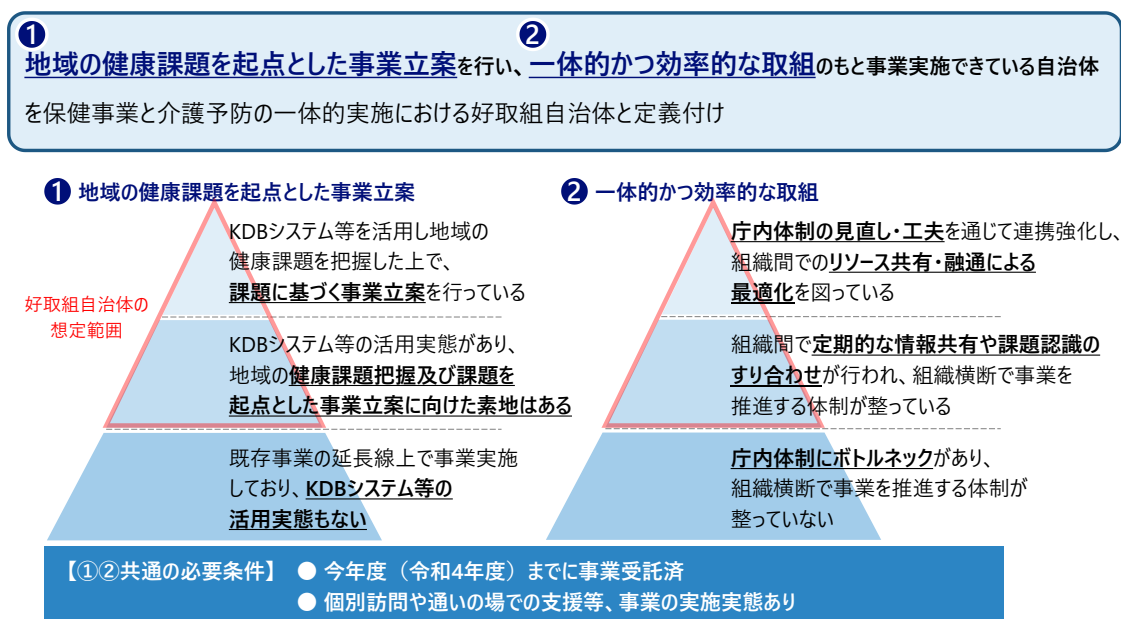 ❶ ❷
地域の健康課題を起点とした事業立案を行い、一体的かつ効率的な取組のもと事業実施できている自治体
を保健事業と介護予防の一体的実施における好取組自治体と定義付け
❶ 地域の健康課題を起点とした事業立案
KDBシステム等を活用し地域の
健康課題を把握した上で、
課題に基づく事業立案を行っている
好取組自治体の
想定範囲
KDBシステム等の活用実態があり、
地域の健康課題把握及び課題を
起点とした事業立案に向けた素地はある
既存事業の延長線上で事業実施
しており、KDBシステム等の
活用実態もない
❷ 一体的かつ効率的な取組
庁内体制の見直し・工夫を通じて連携強化し、
組織間でのリソース共有・融通による
最適化を図っている
組織間で定期的な情報共有や課題認識の
すり合わせが行われ、組織横断で事業を
推進する体制が整っている
庁内体制にボトルネックがあり、
組織横断で事業を推進する体制が
整っていない
【①②共通の必要条件】 ● 今年度（令和4年度）までに事業受託済
● 個別訪問や通いの場での支援等、事業の実施実態あり